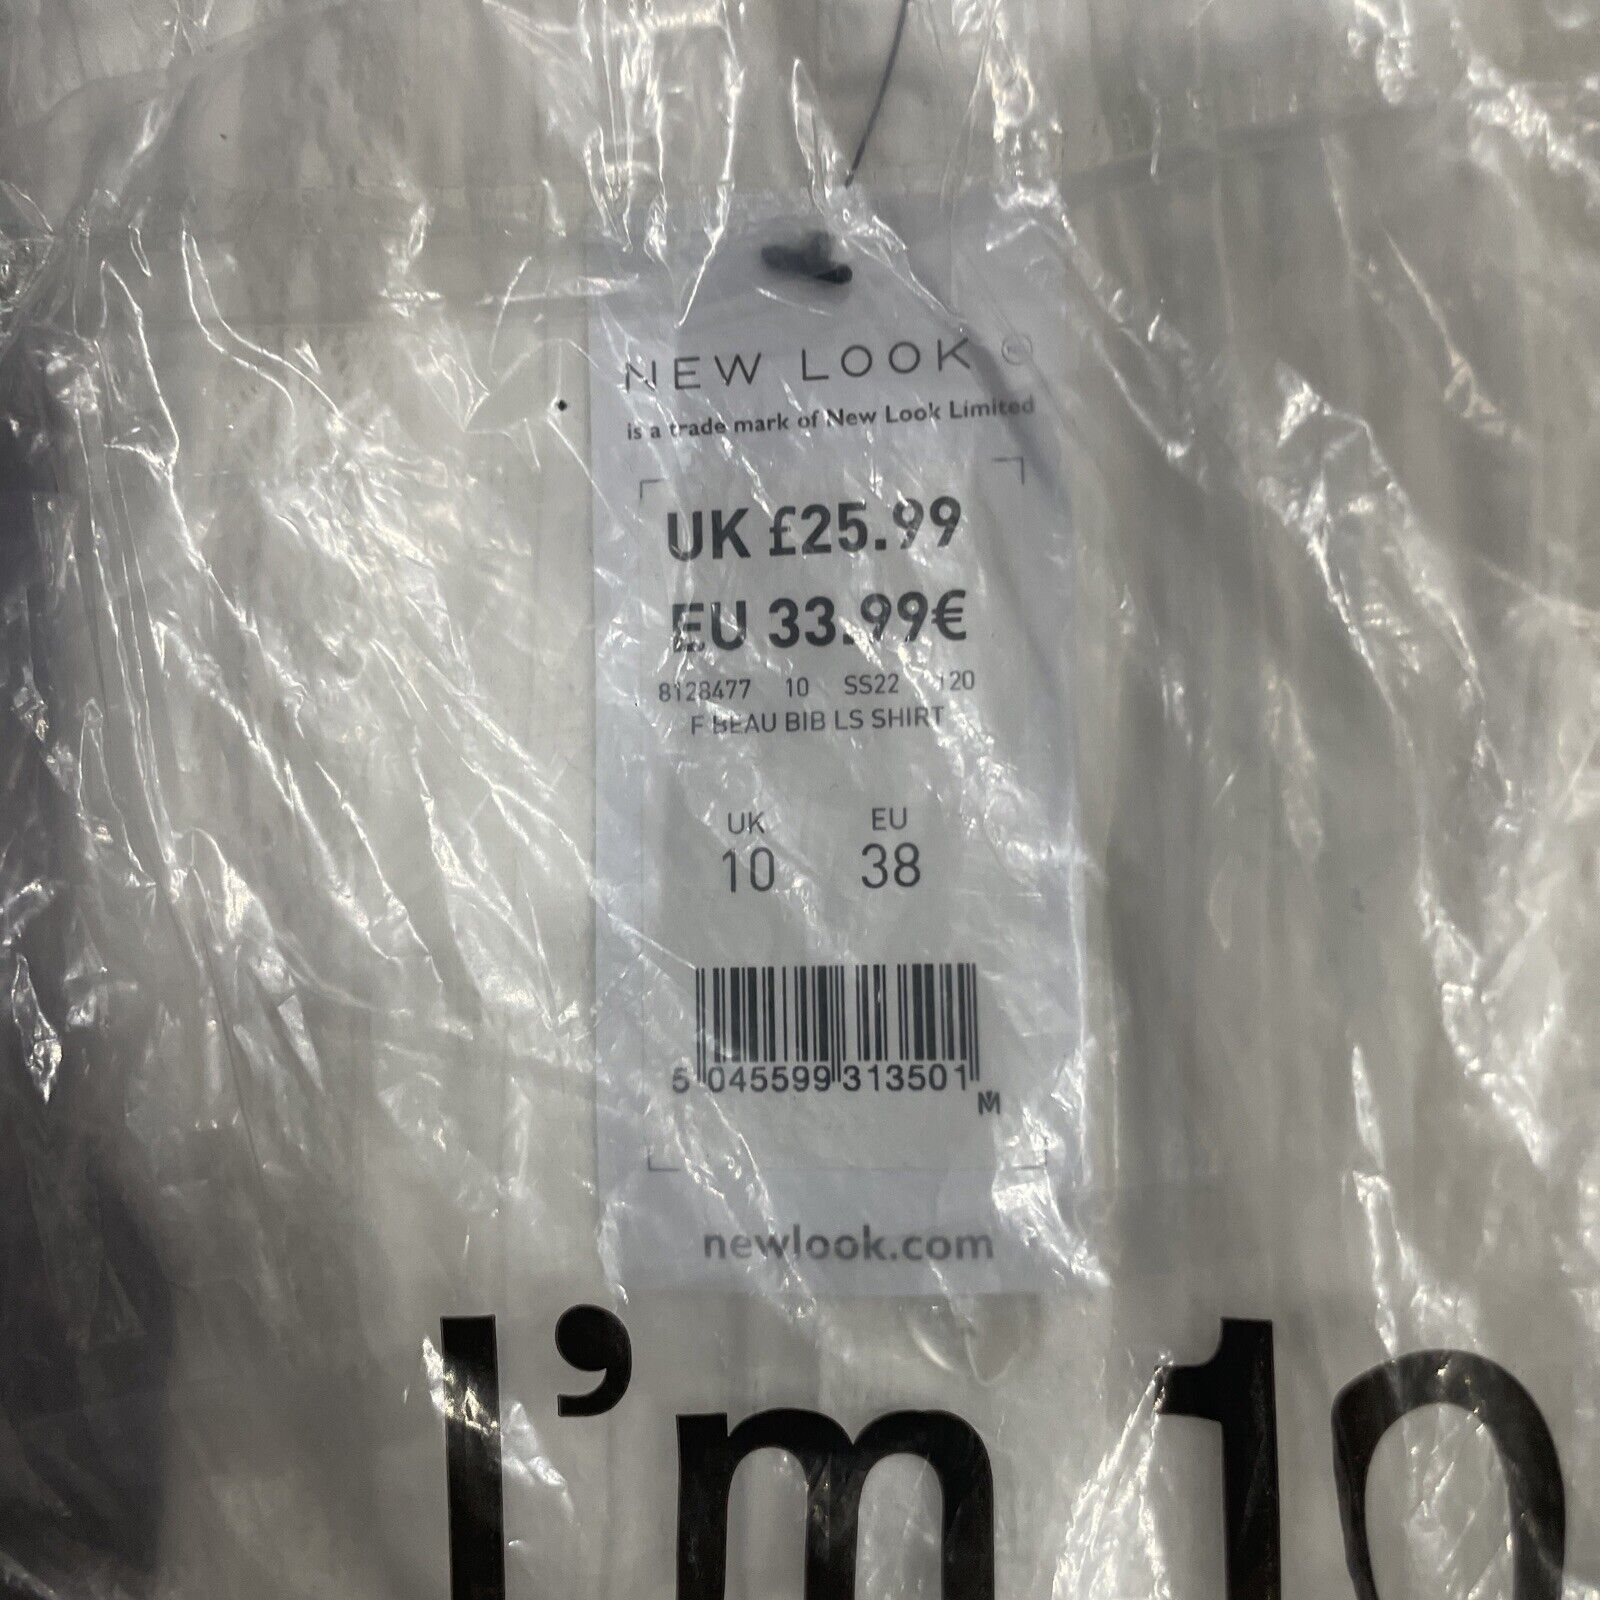 NEW LOOK
is a trade mark of New Look Limited
UK £25.99
EU 33.99€
8128477 10 SS22 120
F BEAU BIB LS SHIRT
UK EU
10 38
5 045599 313501
newlook.com
I'm 10